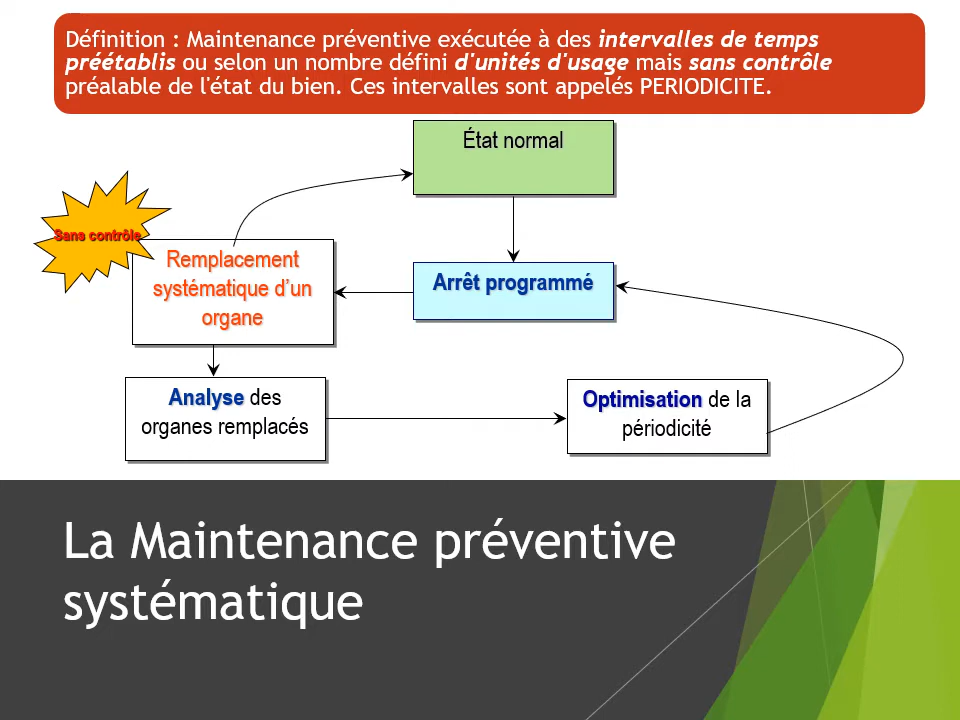 Définition : Maintenance préventive exécutée à des intervalles de temps
préétablis ou selon un nombre défini d'unités d'usage mais sans contrôle
préalable de l'état du bien. Ces intervalles sont appelés PERIODICITE.
État normal
Sans contrôle
Remplacement
systématique d’un
organe
Arrêt programmé
Analyse des
organes remplacés
Optimisation de la
périodicité
La Maintenance préventive
systématique